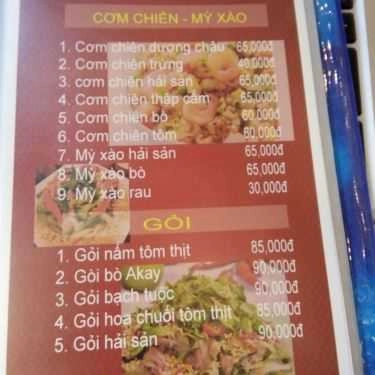 CƠM CHIÊN - MỲ XÀO
1. Cơm chiên dương châu 65,000đ
2. Cơm chiên trứng 40,000đ
3. cơm chiên hải sản 65,000đ
4. Cơm chiên thập cẩm 65,000đ
5. Cơm chiên bò 60,000đ
6. Cơm chiên tôm 60,000đ
7. Mỳ xào hải sản 65,000đ
8. Mỳ xào bò 65,000đ
9. Mỳ xào rau 30,000đ
GỎI
1. Gỏi nấm tôm thịt 85,000đ
2. Gòi bò Akay 90,000đ
3. Gỏi bạch tuộc 90,000đ
4. Gỏi hoa chuối tôm thịt 85,000đ
5. Gỏi hải sản 90,000đ